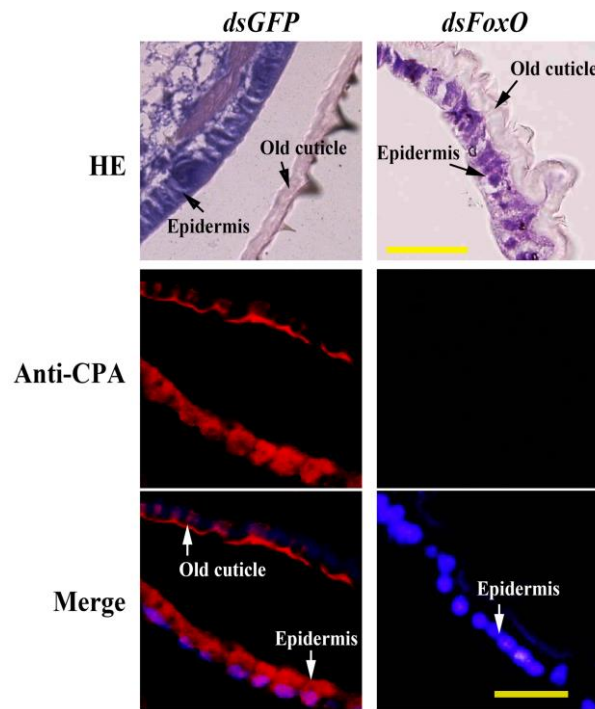 dsGFP
dsFoxO
HE
Old cuticle
Epidermis
Old cuticle
Epidermis
Anti-CPA
Merge
Old cuticle
Epidermis
Epidermis